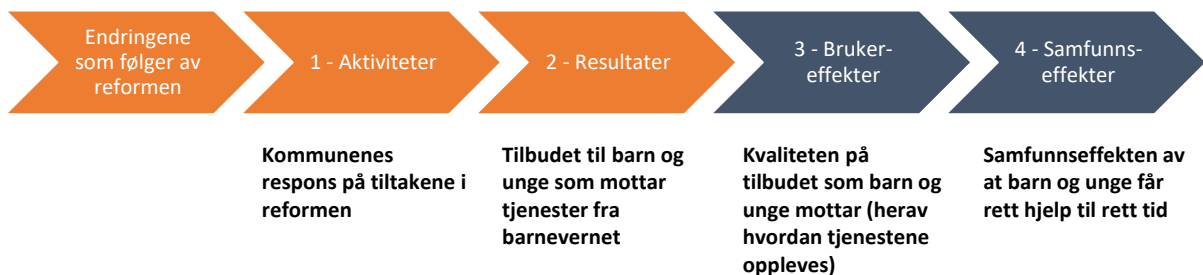 Endringene
som følger av
reformen
1 - Aktiviteter
2 - Resultater
3 - Bruker-
effekter
4 - Samfunns-
effekter
Kommunenes
respons på tiltakene i
reformen
Tilbudet til barn og
unge som mottar
tjenester fra
barnevernet
Kvaliteten på
tilbudet som barn og
unge mottar (herav
hvordan tjenestene
oppleves)
Samfunnseffekten av
at barn og unge får
rett hjelp til rett tid